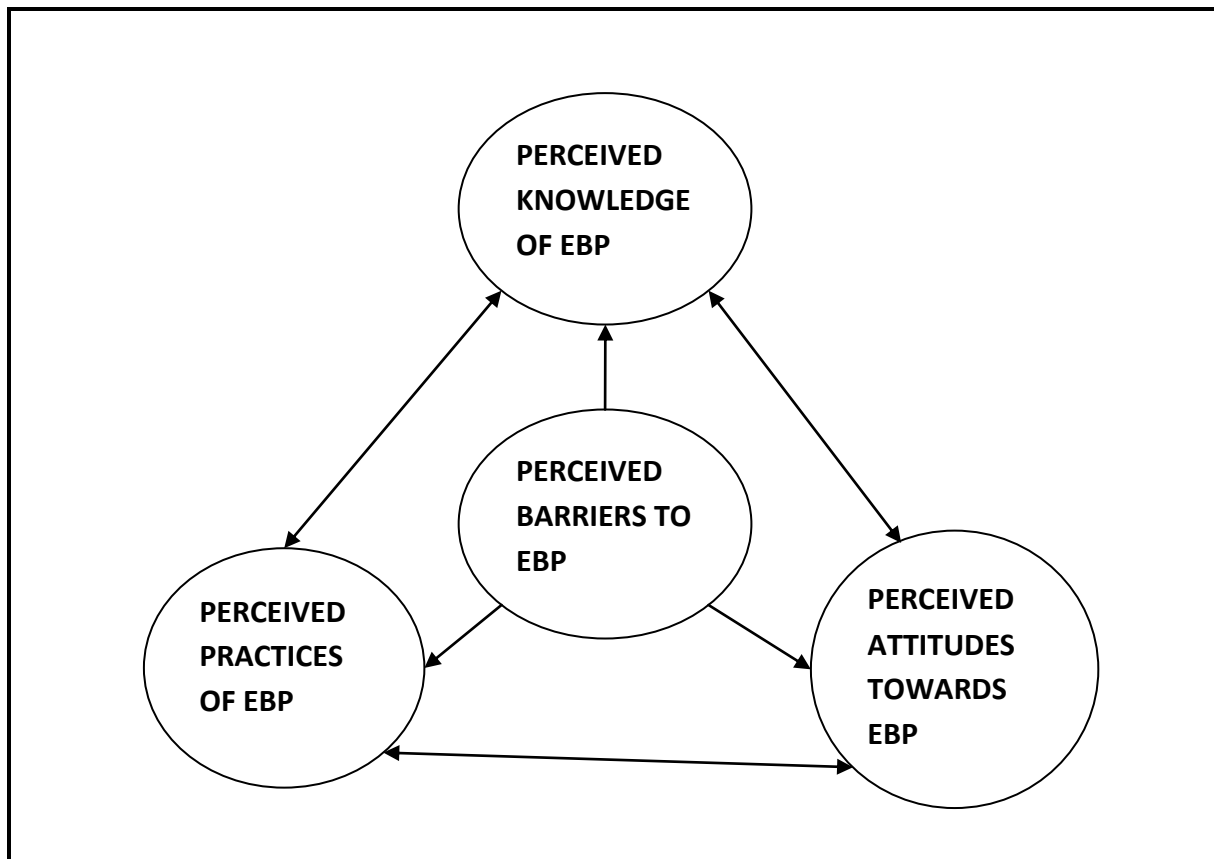 PERCEIVED
KNOWLEDGE
OF EBP
PERCEIVED
BARRIERS TO
EBP
PERCEIVED
PRACTICES
OF EBP
PERCEIVED
ATTITUDES
TOWARDS
EBP